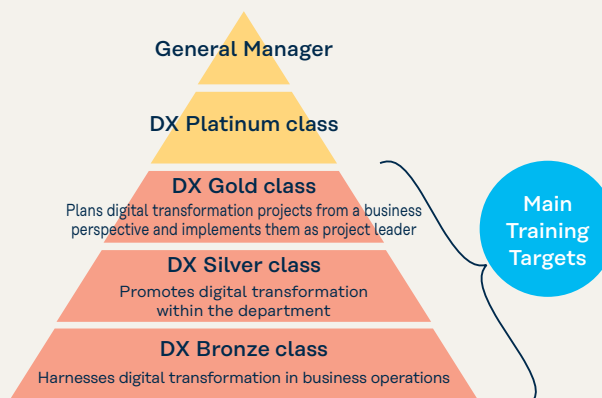 General Manager
DX Platinum class
DX Gold class
Plans digital transformation projects from a business
perspective and implements them as project leader
DX Silver class
Promotes digital transformation
within the department
DX Bronze class
Harnesses digital transformation in business operations
Main
Training
Targets